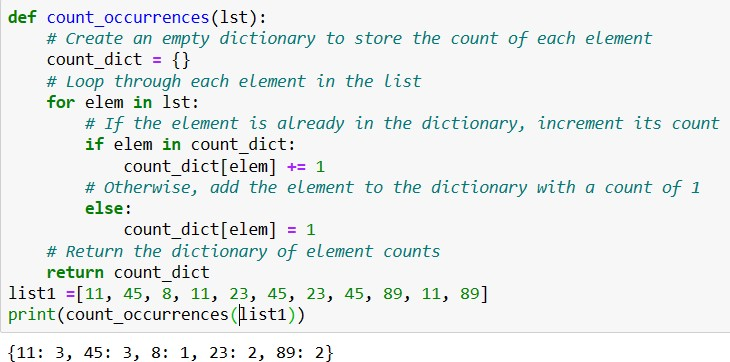 def count_occurrences(lst):
    # Create an empty dictionary to store the count of each element
    count_dict = {}
    # Loop through each element in the list
    for elem in lst:
        # If the element is already in the dictionary, increment its count
        if elem in count_dict:
            count_dict[elem] += 1
        # Otherwise, add the element to the dictionary with a count of 1
        else:
            count_dict[elem] = 1
    # Return the dictionary of element counts
    return count_dict
list1 =[11, 45, 8, 11, 23, 45, 23, 45, 89, 11, 89]
print(count_occurrences(list1))
{11: 3, 45: 3, 8: 1, 23: 2, 89: 2}